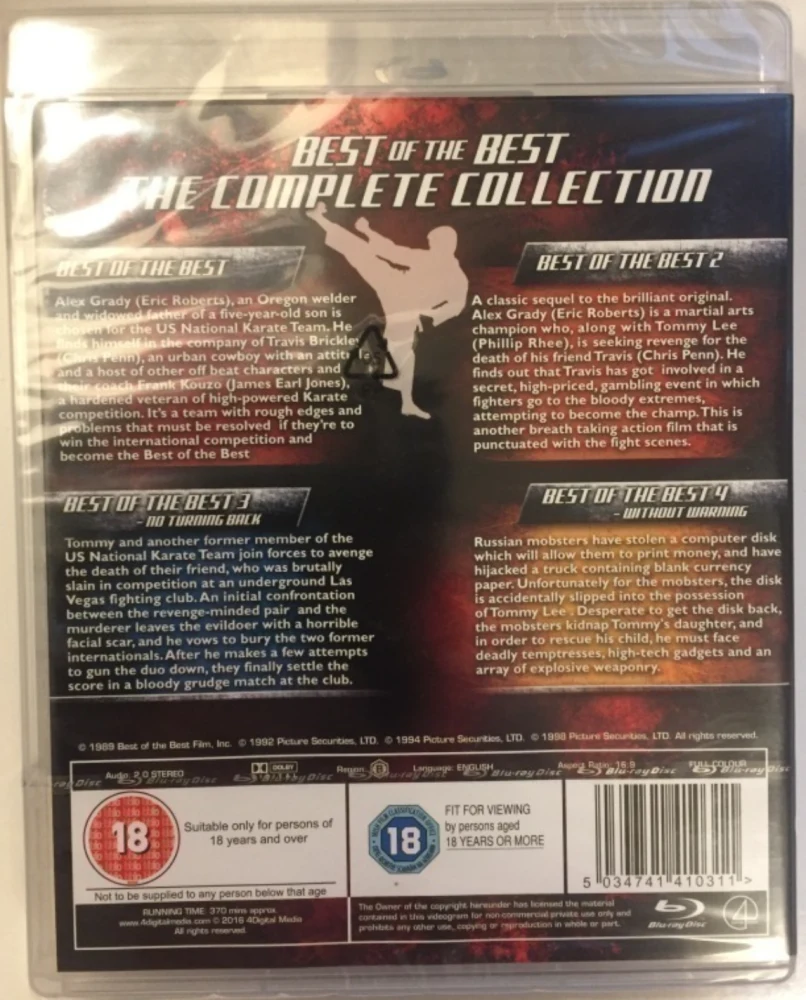 BEST OF THE BEST
THE COMPLETE COLLECTION
BEST OF THE BEST
Alex Grady (Eric Roberts), an Oregon welder
and widowed father of a five-year-old son is
chosen for the US National Karate Team. He
finds himself in the company of Travis Brickley
(Chris Penn), an urban cowboy with an attitude
and a host of other off beat characters and
their coach Frank Kouzo (James Earl Jones),
a hardened veteran of high-powered Karate
competition. It's a team with rough edges and
problems that must be resolved if they're to
win the international competition and
become the Best of the Best
BEST OF THE BEST 2
A classic sequel to the brilliant original.
Alex Grady (Eric Roberts) is a martial arts
champion who, along with Tommy Lee
(Phillip Rhee), is seeking revenge for the
death of his friend Travis (Chris Penn). He
finds out that Travis has got involved in a
secret, high-priced, gambling event in which
fighters go to the bloody extremes,
attempting to become the champ. This is
another breath taking action film that is
punctuated with the fight scenes.
BEST OF THE BEST 3
- NO TURNING BACK
Tommy and another former member of the
US National Karate Team join forces to avenge
the death of their friend, who was brutally
slain in competition at an underground Las
Vegas fighting club. An initial confrontation
between the revenge-minded pair and the
murderer leaves the evildoer with a horrible
facial scar, and he vows to bury the two former
internationals. After he makes a few attempts
to gun the duo down, they finally settle the
score in a bloody grudge match at the club.
BEST OF THE BEST 4
- WITHOUT WARNING
Russian mobsters have stolen a computer disk
which will allow them to print money, and have
hijacked a truck containing blank currency
paper. Unfortunately for the mobsters, the disk
is accidentally slipped into the possession
of Tommy Lee . Desperate to get the disk back,
the mobsters kidnap Tommy's daughter, and
in order to rescue his child, he must face
deadly temptresses, high-tech gadgets and an
array of explosive weaponry.
© 1989 Best of the Best Film, Inc. © 1992 Picture Securities, LTD. © 1994 Picture Securities, LTD. © 1998 Picture Securities, LTD. All rights reserved.
Audio: 2.0 STEREO DOLBY Region: B Language: ENGLISH Aspect Ratio: 16:9 FULL COLOUR
18
Suitable only for persons of
18 years and over
Not to be supplied to any person below that age
18
FIT FOR VIEWING
by persons aged
18 YEARS OR MORE
5 034741 410311 >
RUNNING TIME: 370 mins approx.
www.4digitalmedia.com © 2016 4Digital Media
All rights reserved.
The Owner of the copyright hereunder has licensed the material
contained in this videogram for non-commercial private use only and
prohibits any other use, copying or reproduction in whole or part.
Blu-ray Disc
4